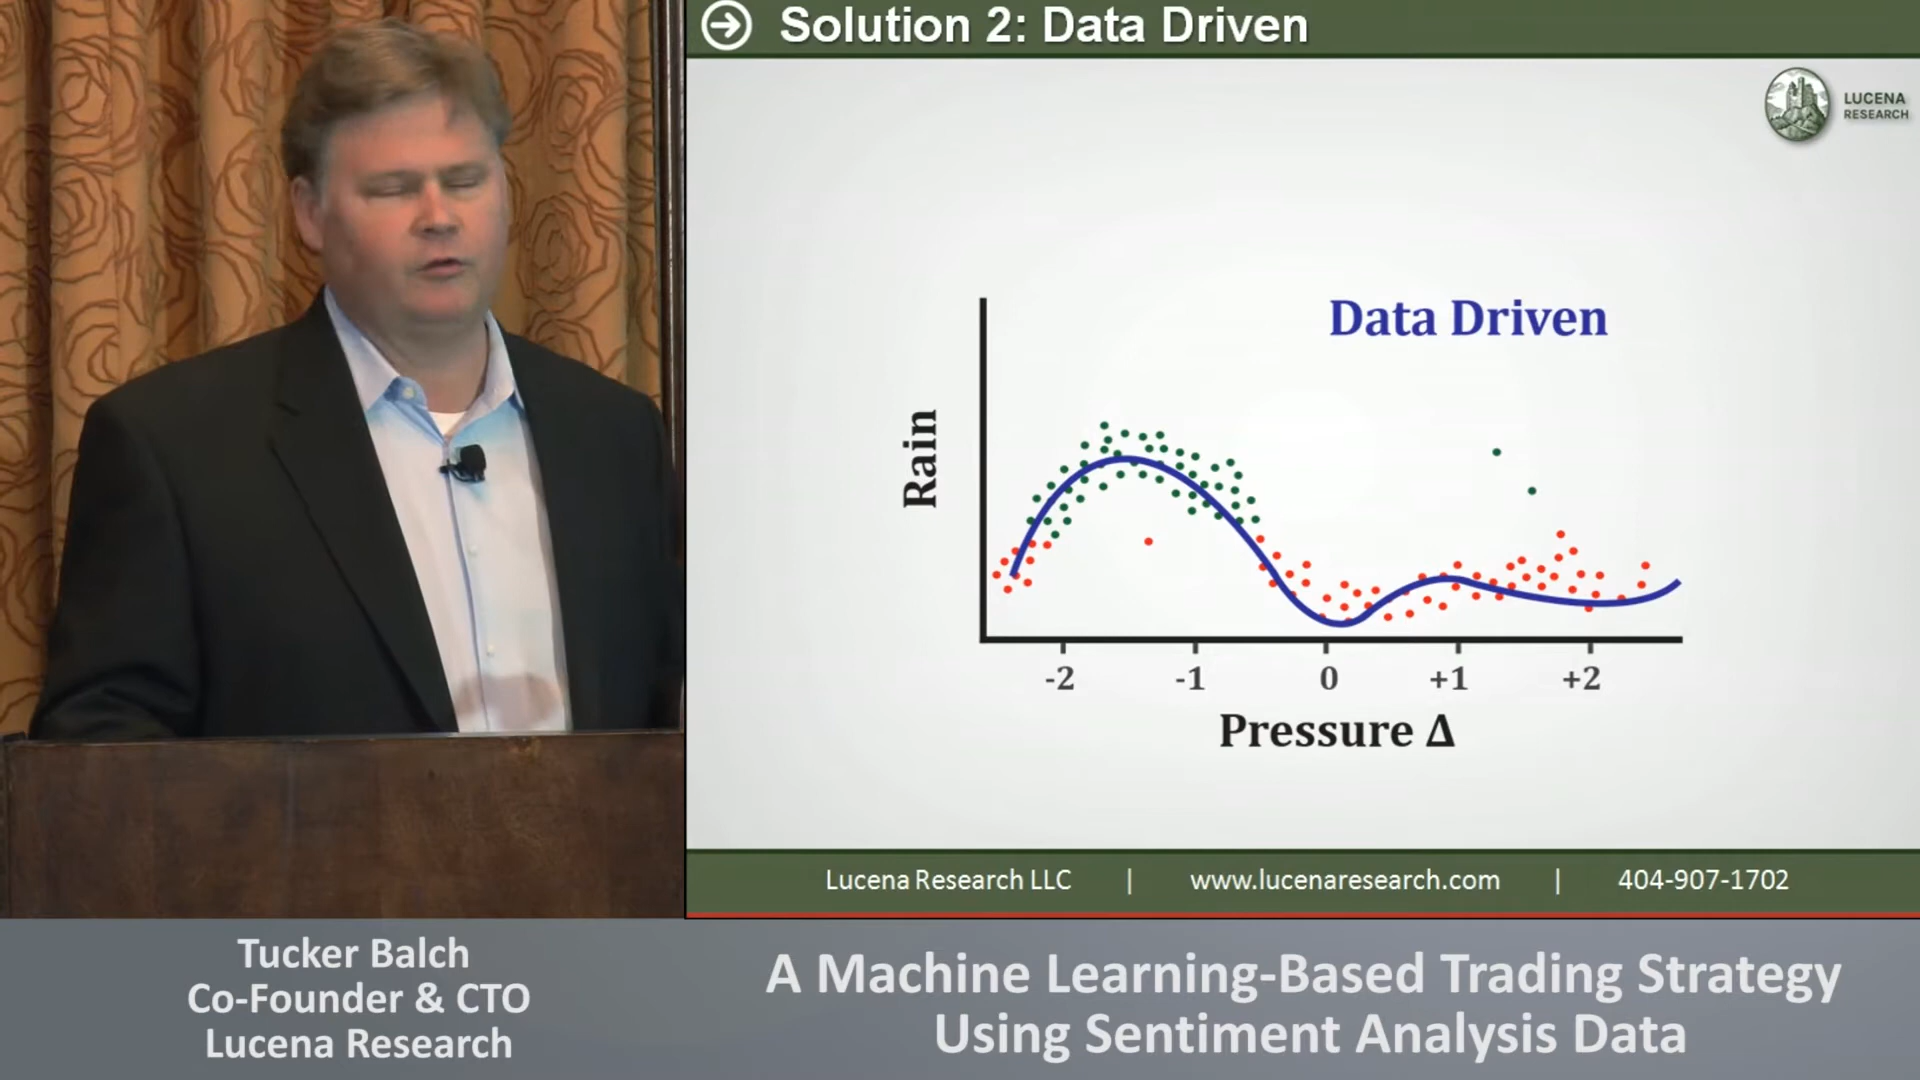 Solution 2: Data Driven
LUCENA
RESEARCH
Data Driven
Rain
-2 -1 0 +1 +2
Pressure Δ
Lucena Research LLC | www.lucenaresearch.com | 404-907-1702
Tucker Balch
Co-Founder & CTO
Lucena Research
A Machine Learning-Based Trading Strategy
Using Sentiment Analysis Data